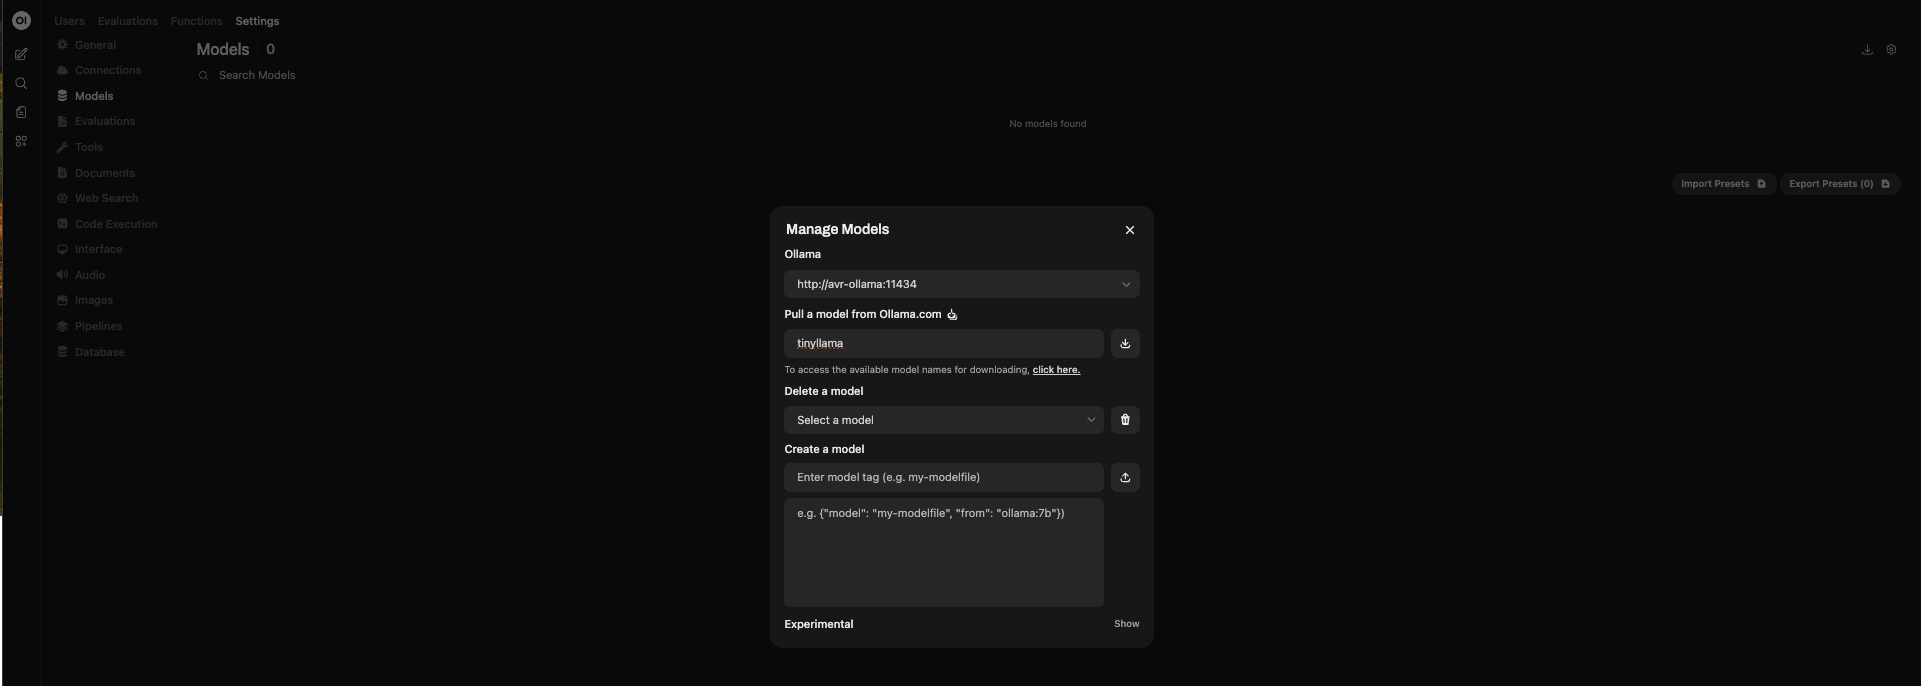 OI
Users Evaluations Functions Settings
General
Connections
Models
Evaluations
Tools
Documents
Web Search
Code Execution
Interface
Audio
Images
Pipelines
Database
Models 0
Search Models
No models found
Import Presets Export Presets (0)
Manage Models
Ollama
http://avr-ollama:11434
Pull a model from Ollama.com
tinyllama
To access the available model names for downloading, click here.
Delete a model
Select a model
Create a model
Enter model tag (e.g. my-modelfile)
e.g. {"model": "my-modelfile", "from": "ollama:7b"})
Experimental Show